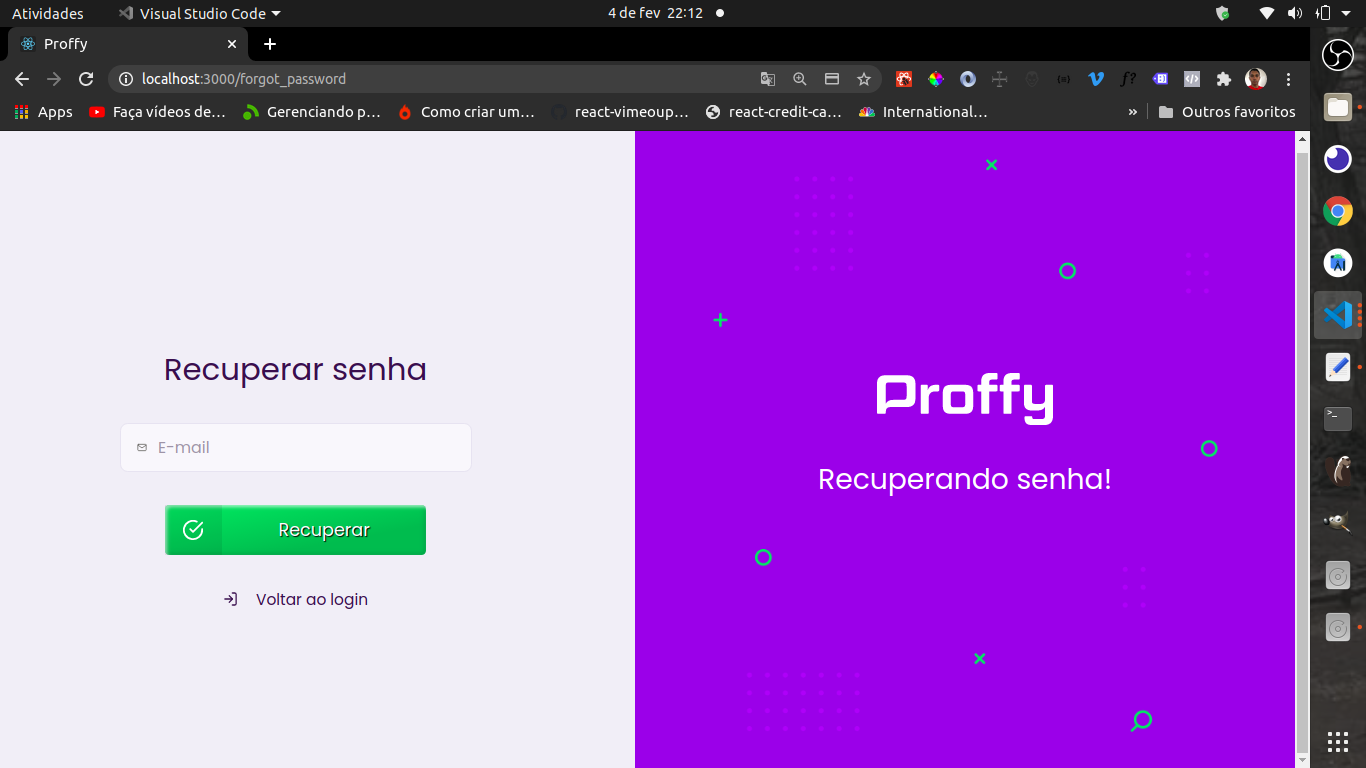 Atividades
Visual Studio Code
4 de fev 22:12
Proffy
localhost:3000/forgot_password
Apps
Faça vídeos de…
Gerenciando p…
Como criar um…
react-vimeoup…
react-credit-ca…
International…
»
Outros favoritos
Recuperar senha
E-mail
Recuperar
Voltar ao login
Proffy
Recuperando senha!